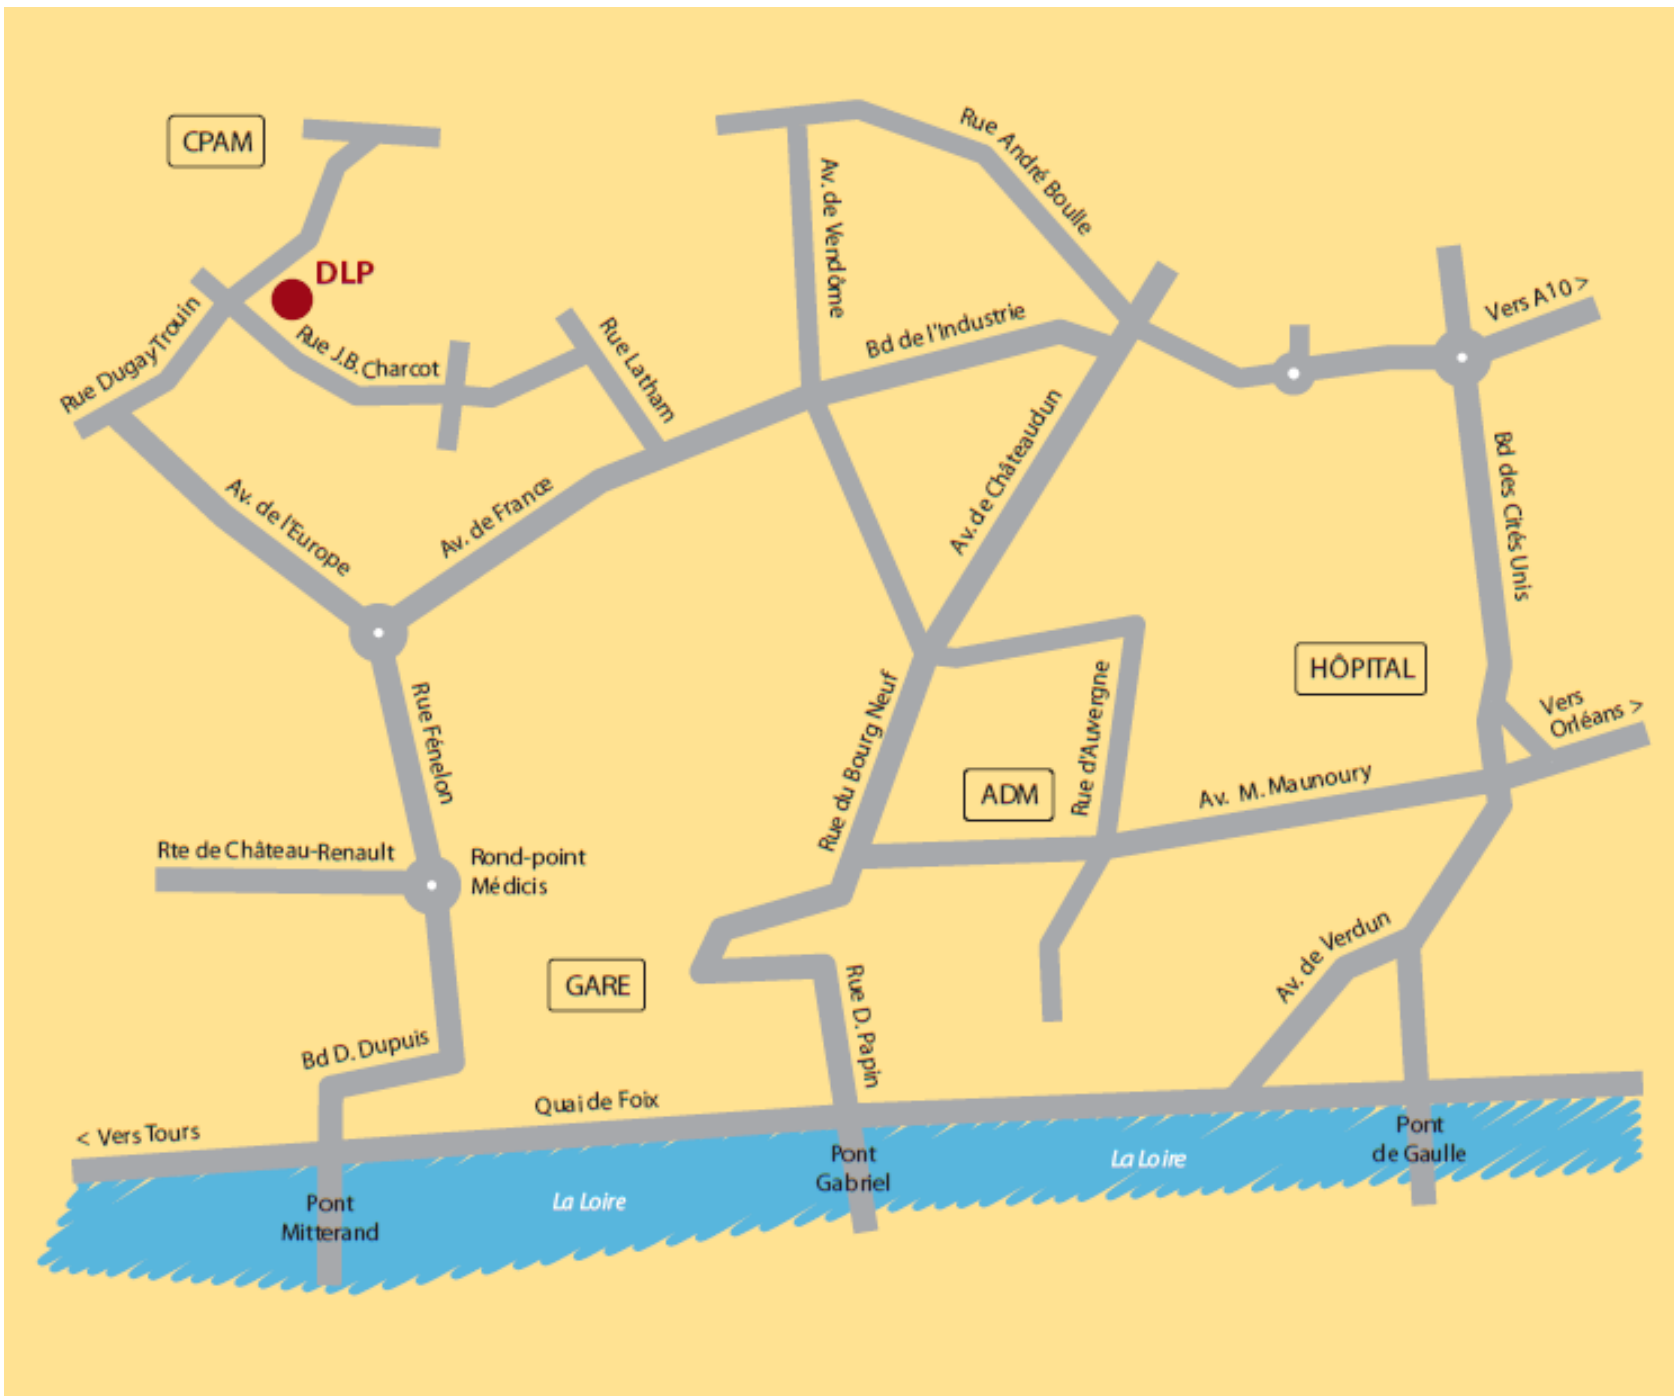 CPAM
Rue André Boulle
Av. de Vendôme
DLP
Vers A10 >
Rue DugayTrouin
Rue J.B. Charcot
Rue Latham
Bd de l'Industrie
Av. de Châteaudun
Bd des Cités Unis
Av. de l'Europe
Av. de France
HÔPITAL
Rue Fénelon
Rue du Bourg Neuf
Rue d'Auvergne
Vers
Orléans >
ADM
Av. M. Maunoury
Rte de Château-Renault
Rond-point
Médicis
GARE
Rue D. Papin
Av. de Verdun
Bd D. Dupuis
Quai de Foix
< Vers Tours
Pont
de Gaulle
Pont
Gabriel
La Loire
Pont
Mitterand
La Loire